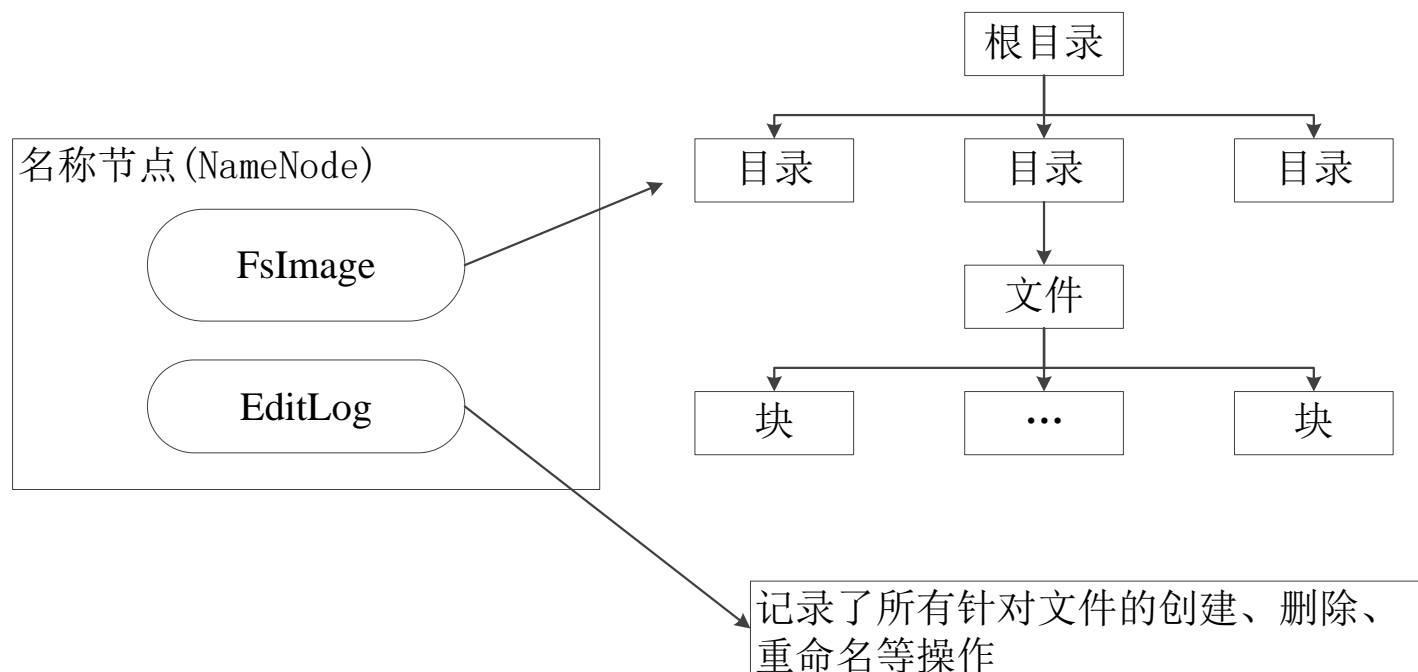 根目录
名称节点(NameNode)
目录
目录
目录
FsImage
文件
EditLog
块
…
块
记录了所有针对文件的创建、删除、
重命名等操作